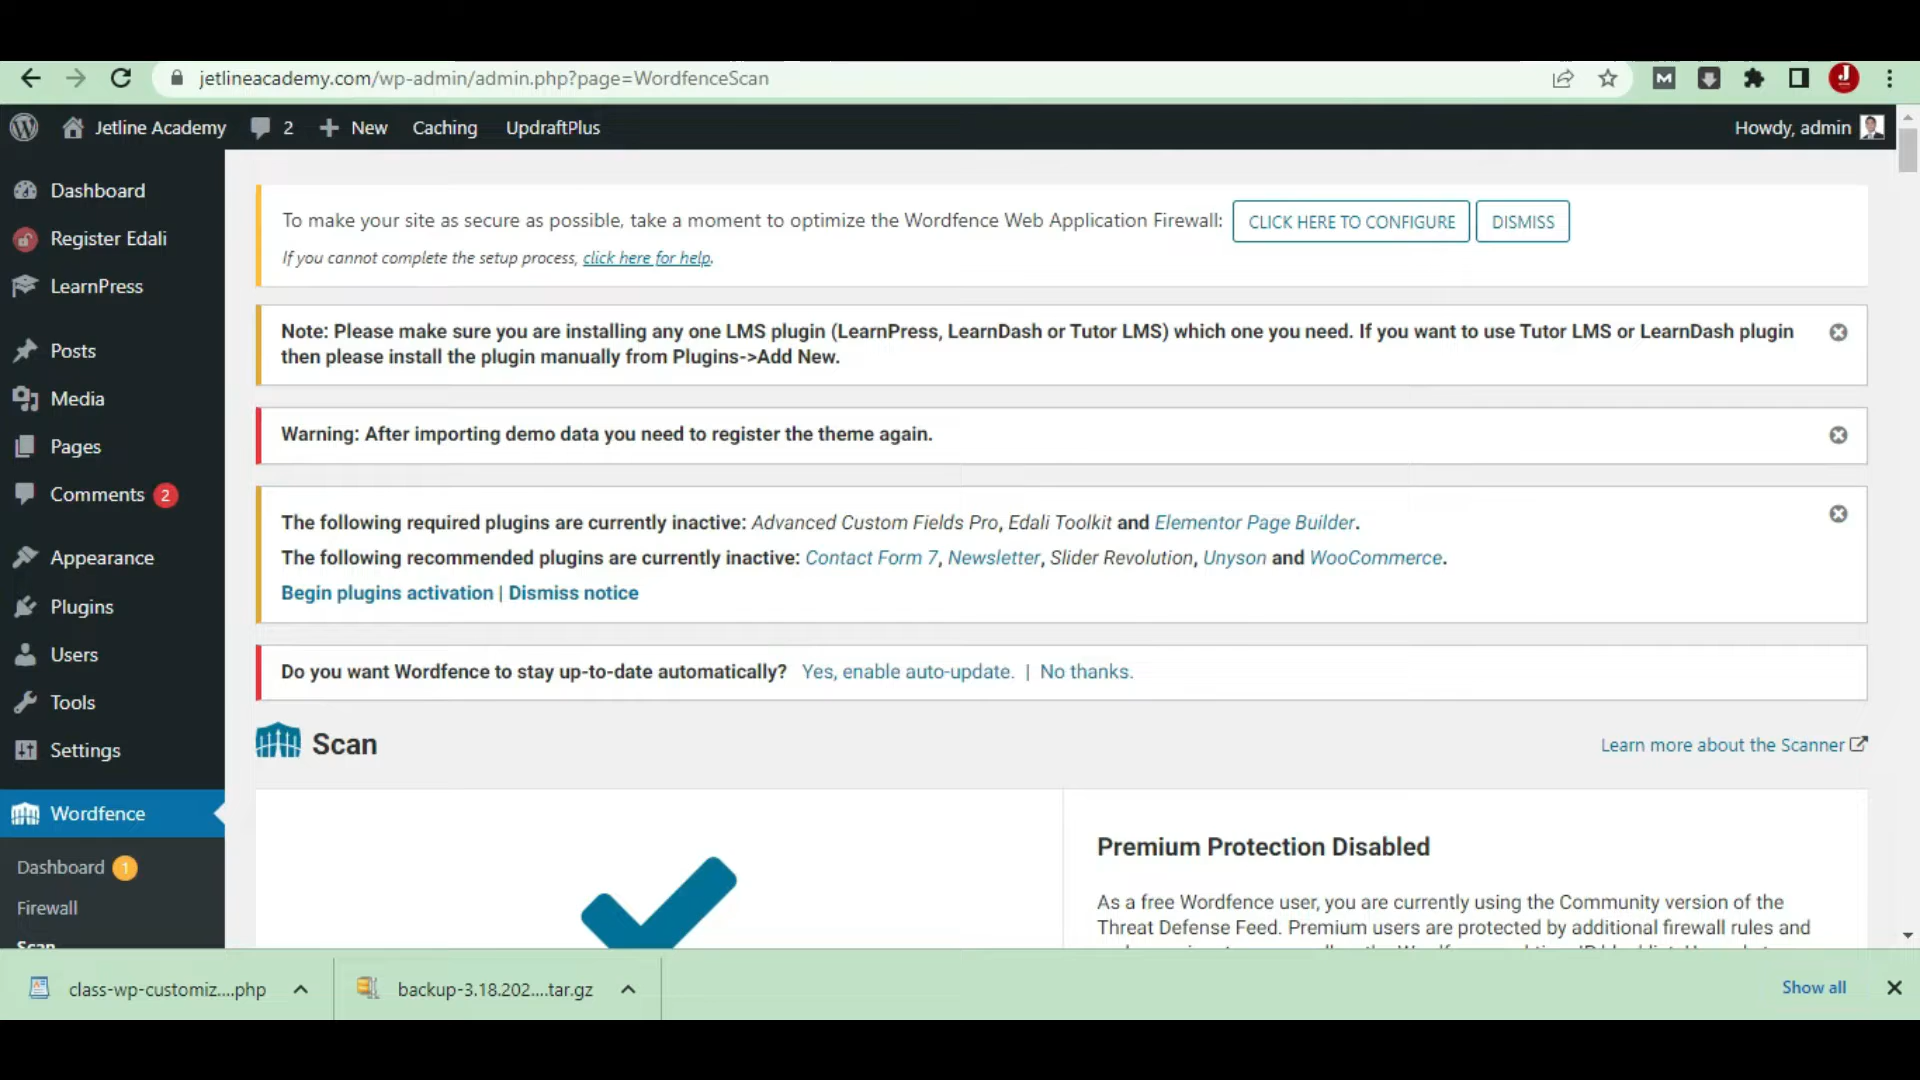 jetlineacademy.com/wp-admin/admin.php?page=WordfenceScan
M
J
Jetline Academy
2
New
Caching
UpdraftPlus
Howdy, admin
Dashboard
Register Edali
LearnPress
Posts
Media
Pages
Comments 2
Appearance
Plugins
Users
Tools
Settings
Wordfence
Dashboard 1
Firewall
Scan
To make your site as secure as possible, take a moment to optimize the Wordfence Web Application Firewall: CLICK HERE TO CONFIGURE DISMISS
If you cannot complete the setup process, click here for help.
Note: Please make sure you are installing any one LMS plugin (LearnPress, LearnDash or Tutor LMS) which one you need. If you want to use Tutor LMS or LearnDash plugin
then please install the plugin manually from Plugins->Add New.
Warning: After importing demo data you need to register the theme again.
The following required plugins are currently inactive: Advanced Custom Fields Pro, Edali Toolkit and Elementor Page Builder.
The following recommended plugins are currently inactive: Contact Form 7, Newsletter, Slider Revolution, Unyson and WooCommerce.
Begin plugins activation | Dismiss notice
Do you want Wordfence to stay up-to-date automatically? Yes, enable auto-update. | No thanks.
Scan
Learn more about the Scanner
Premium Protection Disabled
As a free Wordfence user, you are currently using the Community version of the
Threat Defense Feed. Premium users are protected by additional firewall rules and
class-wp-customiz....php
backup-3.18.202....tar.gz
Show all